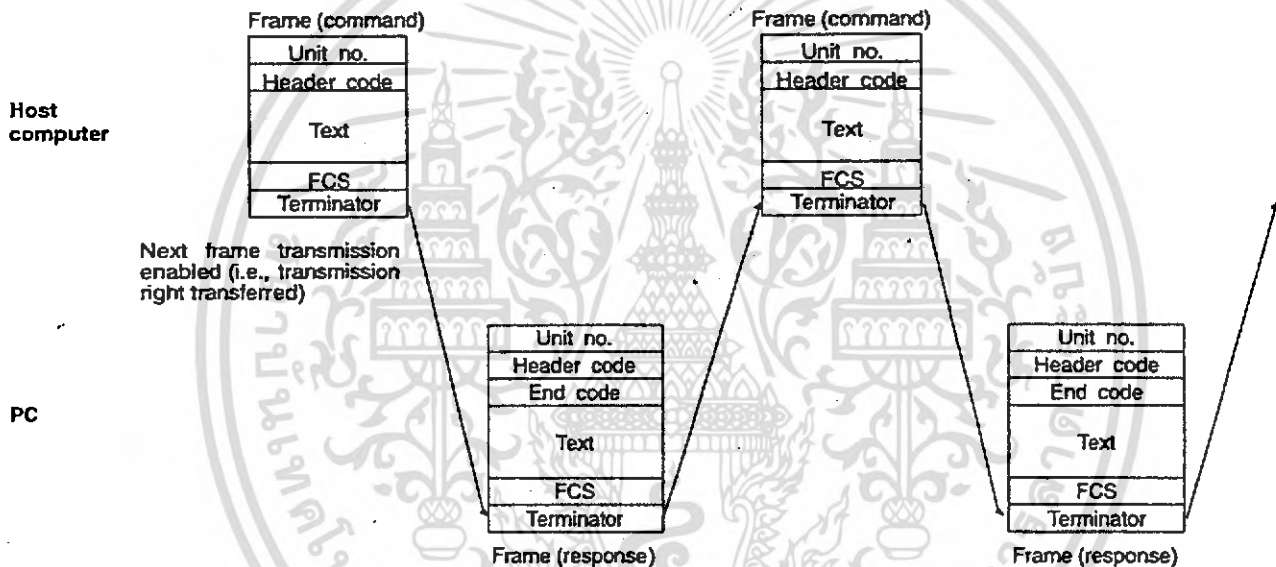 Frame (command)
Unit no.
Header code
Text
FCS
Terminator
Frame (command)
Unit no.
Header code
Text
FCS
Terminator
Host
computer
Next frame transmission
enabled (i.e., transmission
right transferred)
PC
Unit no.
Header code
End code
Text
FCS
Terminator
Frame (response)
Unit no.
Header code
End code
Text
FCS
Terminator
Frame (response)